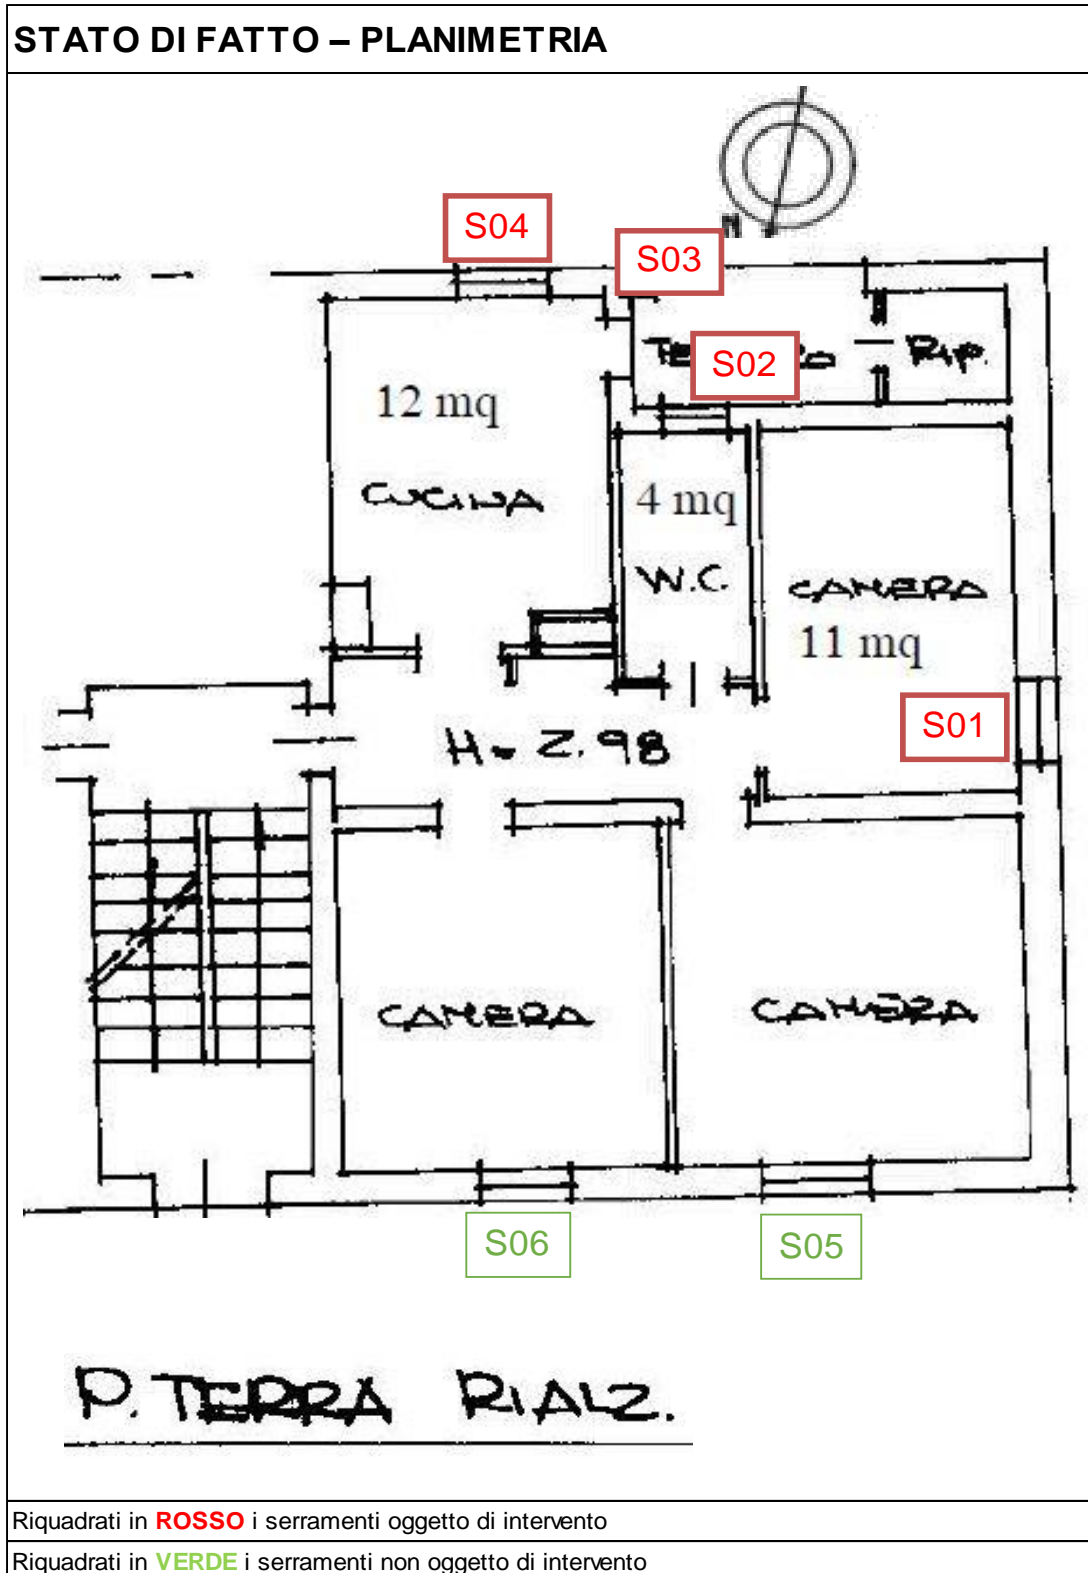 STATO DI FATTO – PLANIMETRIA
N
S04
S03
S02
Rip.
12 mq
CUCINA
4 mq
W.C.
CAMERA
11 mq
S01
H = 2.98
CAMERA
CAMERA
S06
S05
P. TERRA RIALZ.
Riquadrati in ROSSO i serramenti oggetto di intervento
Riquadrati in VERDE i serramenti non oggetto di intervento